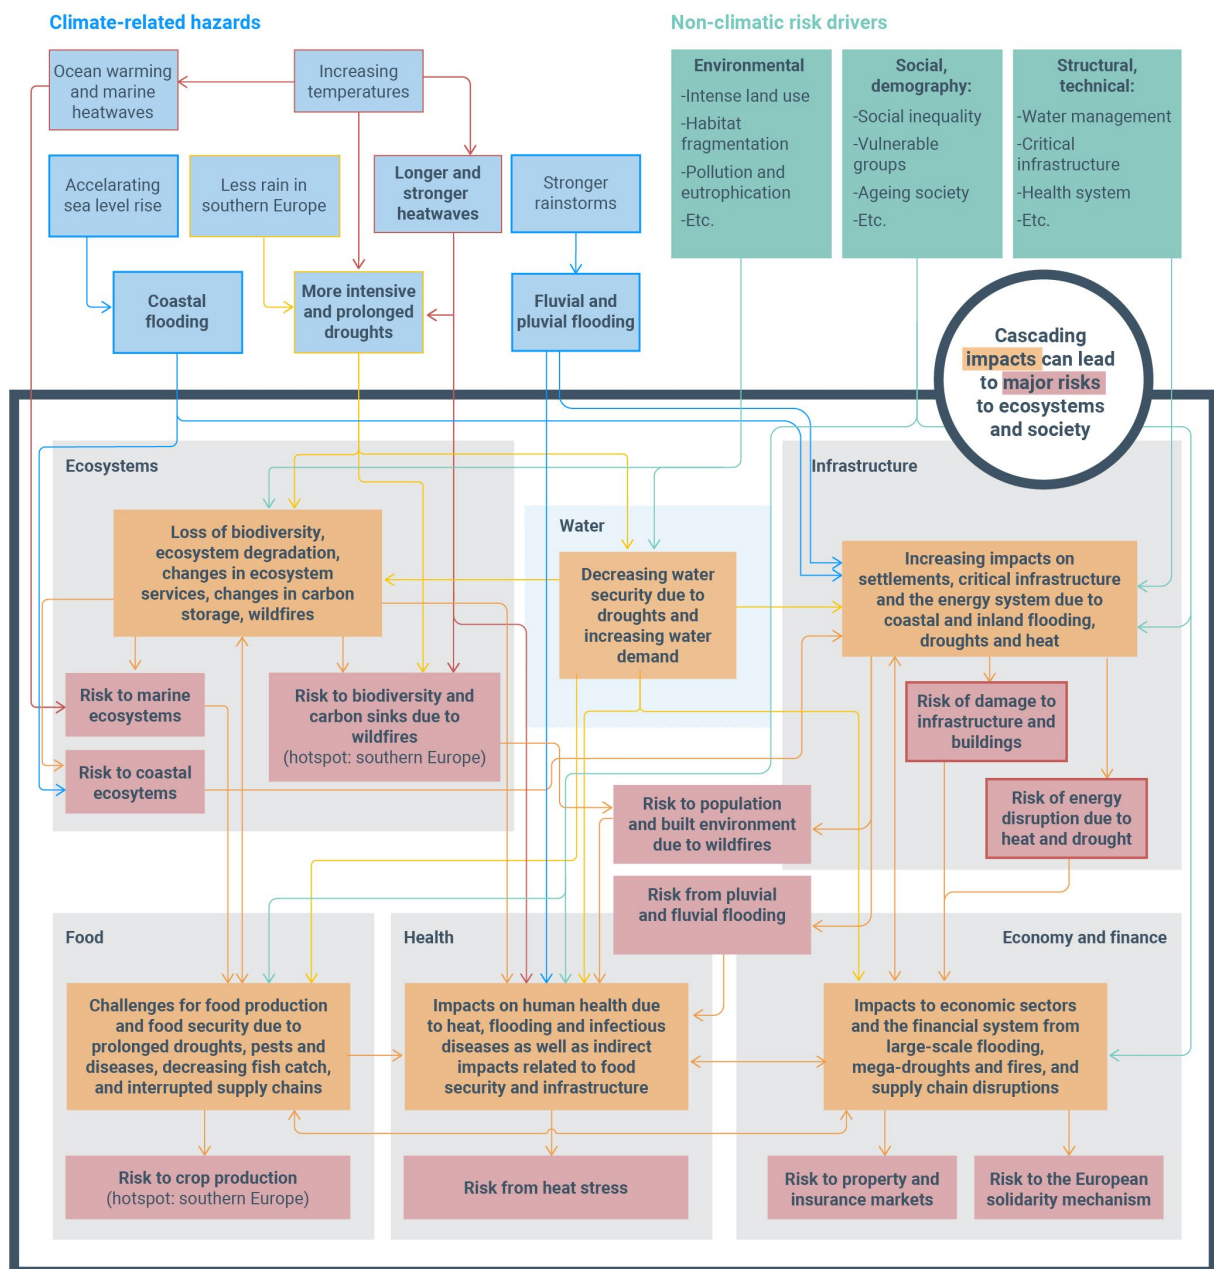 Climate-related hazards
Non-climatic risk drivers
Ocean warming
and marine
heatwaves
Increasing
temperatures
Accelarating
sea level rise
Less rain in
southern Europe
Longer and
stronger
heatwaves
Stronger
rainstorms
Coastal
flooding
More intensive
and prolonged
droughts
Fluvial and
pluvial flooding
Environmental
-Intense land use
-Habitat
fragmentation
-Pollution and
eutrophication
-Etc.
Social,
demography:
-Social inequality
-Vulnerable
groups
-Ageing society
-Etc.
Structural,
technical:
-Water management
-Critical
infrastructure
-Health system
-Etc.
Cascading
impacts can lead
to major risks
to ecosystems
and society
Ecosystems
Loss of biodiversity,
ecosystem degradation,
changes in ecosystem
services, changes in carbon
storage, wildfires
Risk to marine
ecosystems
Risk to coastal
ecosytems
Risk to biodiversity and
carbon sinks due to
wildfires
(hotspot: southern Europe)
Water
Decreasing water
security due to
droughts and
increasing water
demand
Infrastructure
Increasing impacts on
settlements, critical infrastructure
and the energy system due to
coastal and inland flooding,
droughts and heat
Risk of damage to
infrastructure and
buildings
Risk of energy
disruption due to
heat and drought
Risk to population
and built environment
due to wildfires
Risk from pluvial
and fluvial flooding
Food
Challenges for food production
and food security due to
prolonged droughts, pests and
diseases, decreasing fish catch,
and interrupted supply chains
Risk to crop production
(hotspot: southern Europe)
Health
Impacts on human health due
to heat, flooding and infectious
diseases as well as indirect
impacts related to food
security and infrastructure
Risk from heat stress
Economy and finance
Impacts to economic sectors
and the financial system from
large-scale flooding,
mega-droughts and fires, and
supply chain disruptions
Risk to property and
insurance markets
Risk to the European
solidarity mechanism